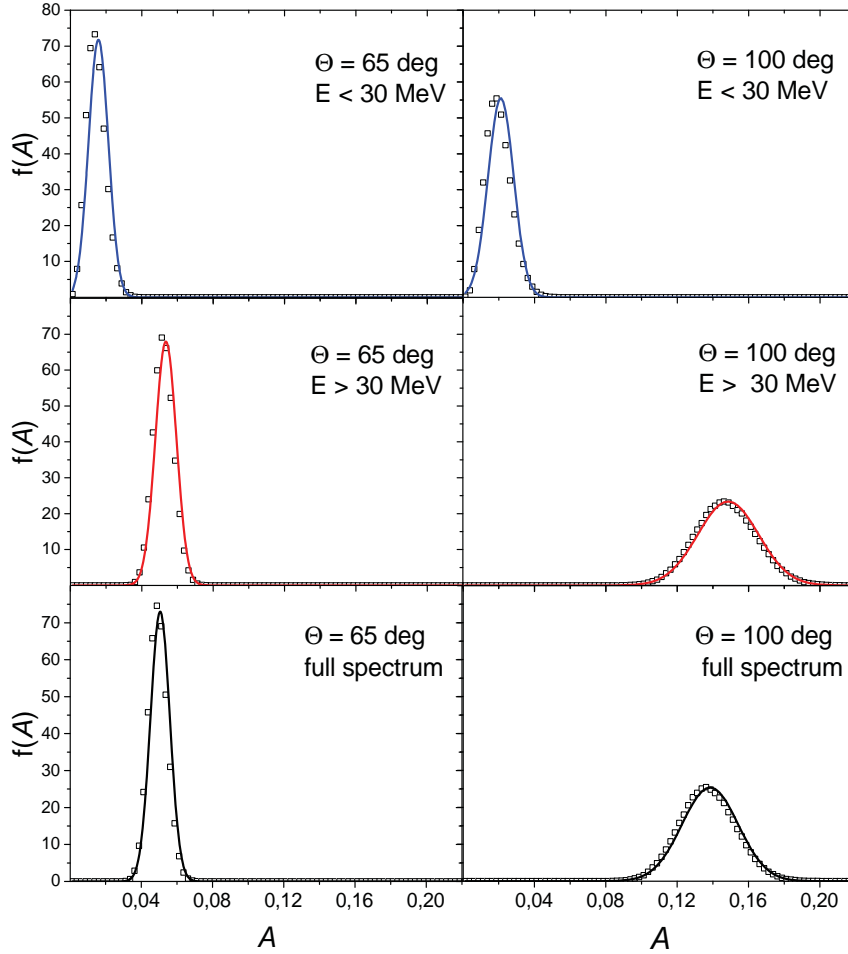 80
70
60
50
40
30
20
10
f(A)
Θ = 65 deg
E < 30 MeV
Θ = 100 deg
E < 30 MeV
70
60
50
40
30
20
10
f(A)
Θ = 65 deg
E > 30 MeV
Θ = 100 deg
E >  30 MeV
70
60
50
40
30
20
10
0
f(A)
Θ = 65 deg
full spectrum
Θ = 100 deg
full spectrum
0,04 0,08 0,12 0,16 0,20
0,04 0,08 0,12 0,16 0,20
A
A